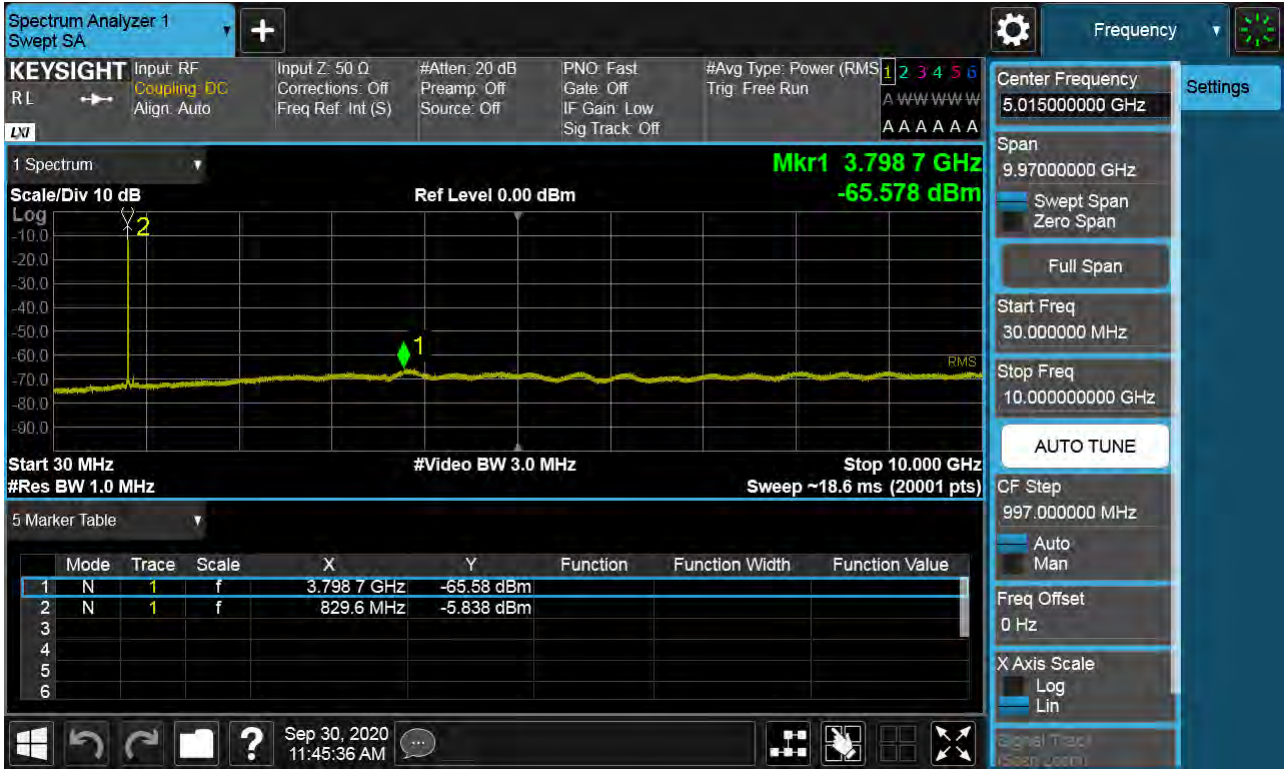 Spectrum Analyzer 1
Swept SA
Frequency
KEYSIGHT
R L
LXI
Input: RF
Coupling: DC
Align: Auto
Input Z: 50 Ω
Corrections: Off
Freq Ref: Int (S)
#Atten: 20 dB
Preamp: Off
Source: Off
PNO: Fast
Gate: Off
IF Gain: Low
Sig Track: Off
#Avg Type: Power (RMS
Trig: Free Run
1 2 3 4 5 6
A W W W W W
A A A A A A
1 Spectrum
Mkr1 3.798 7 GHz
-65.578 dBm
Scale/Div 10 dB
Ref Level 0.00 dBm
Log
-10.0
-20.0
-30.0
-40.0
-50.0
-60.0
-70.0
-80.0
-90.0
2
1
RMS
Start 30 MHz
#Video BW 3.0 MHz
Stop 10.000 GHz
#Res BW 1.0 MHz
Sweep ~18.6 ms (20001 pts)
5 Marker Table
Mode Trace Scale X Y Function Function Width Function Value
1 N 1 f 3.798 7 GHz -65.58 dBm
2 N 1 f 829.6 MHz -5.838 dBm
3
4
5
6
Sep 30, 2020
11:45:36 AM
Center Frequency
5.015000000 GHz
Settings
Span
9.97000000 GHz
Swept Span
Zero Span
Full Span
Start Freq
30.000000 MHz
Stop Freq
10.000000000 GHz
AUTO TUNE
CF Step
997.000000 MHz
Auto
Man
Freq Offset
0 Hz
X Axis Scale
Log
Lin
Signal Track
(Span Zoom)